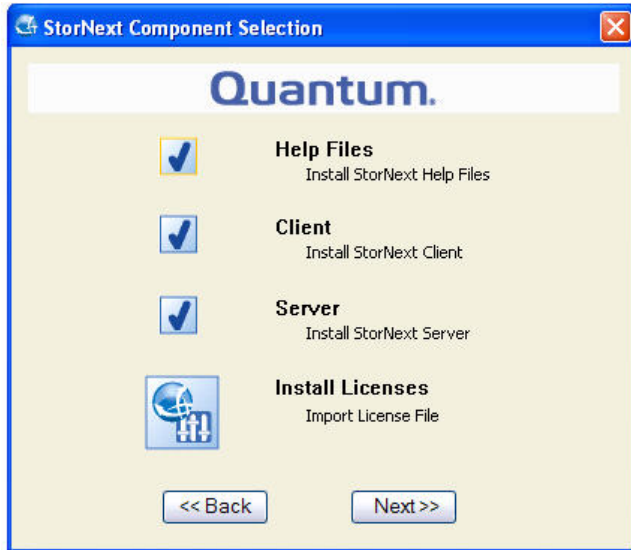 StorNext Component Selection
Quantum.
Help Files
Install StorNext Help Files
Client
Install StorNext Client
Server
Install StorNext Server
Install Licenses
Import License File
<< Back
Next >>